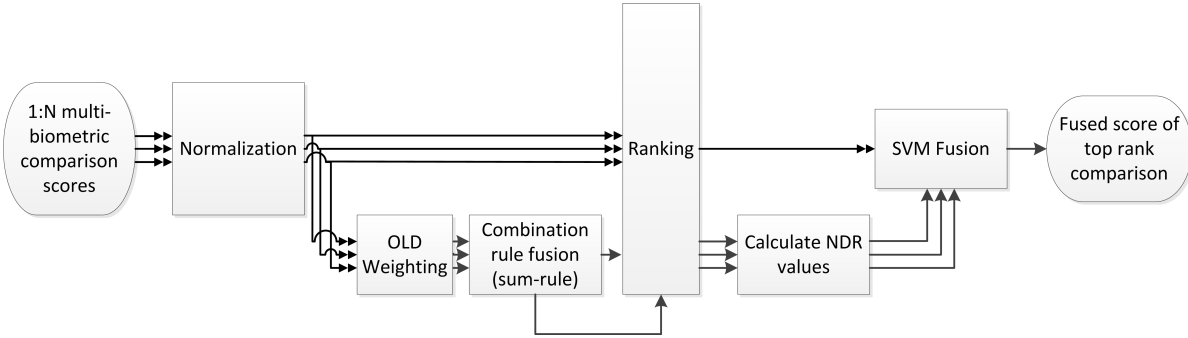 1:N multi-
biometric
comparison
scores
Normalization
OLD
Weighting
Combination
rule fusion
(sum-rule)
Ranking
Calculate NDR
values
SVM Fusion
Fused score of
top rank
comparison